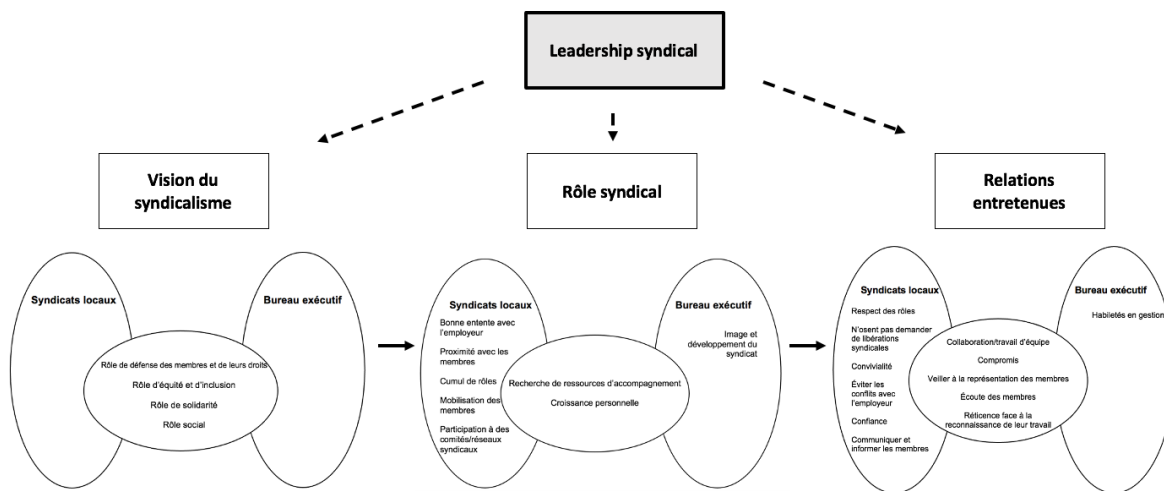 Leadership syndical
Vision du
syndicalisme
Rôle syndical
Relations
entretenues
Syndicats locaux
Bureau exécutif
Rôle de défense des membres et de leurs droits
Rôle d'équité et d'inclusion
Rôle de solidarité
Rôle social
Syndicats locaux
Bonne entente avec
l'employeur
Proximité avec les
membres
Cumul de rôles
Mobilisation des
membres
Participation à des
comités/réseaux
syndicaux
Bureau exécutif
Image et
développement du
syndicat
Recherche de ressources d'accompagnement
Croissance personnelle
Syndicats locaux
Respect des rôles
N'osent pas demander
de libérations
syndicales
Convivialité
Éviter les
conflits avec
l'employeur
Confiance
Communiquer et
informer les membres
Bureau exécutif
Habiletés en gestion
Collaboration/travail d'équipe
Compromis
Veiller à la représentation des membres
Écoute des membres
Réticence face à la
reconnaissance de leur travail